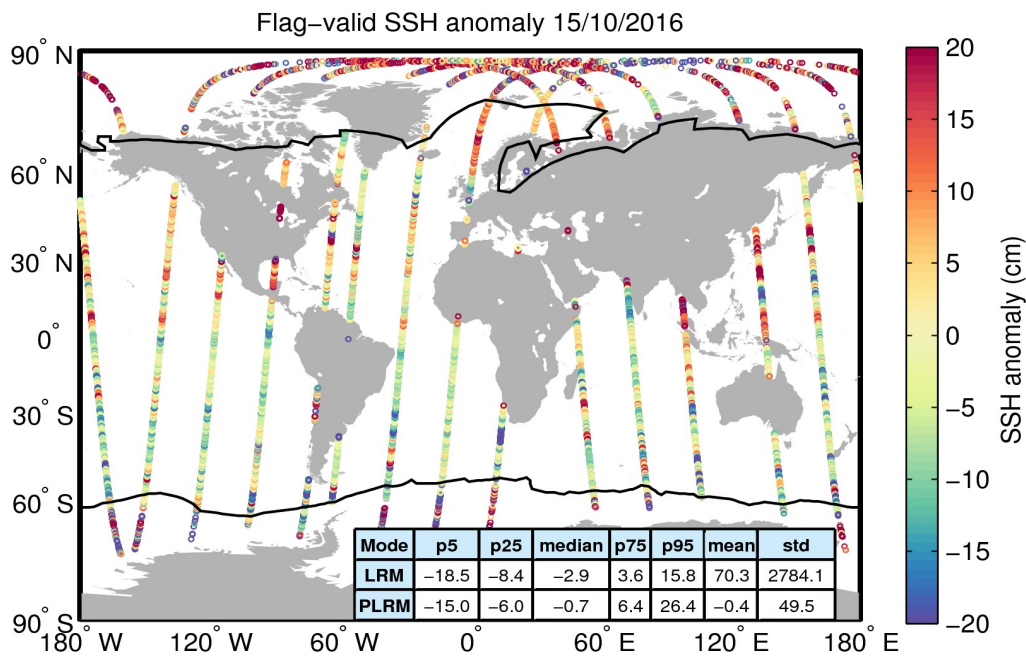 Flag−valid SSH anomaly 15/10/2016
90° N
60° N
30° N
0°
30° S
60° S
90° S
180° W
120° W
60° W
0°
60° E
120° E
180° E
Mode p5 p25 median p75 p95 mean std
LRM −18.5 −8.4 −2.9 3.6 15.8 70.3 2784.1
PLRM −15.0 −6.0 −0.7 6.4 26.4 −0.4 49.5
20
15
10
5
0
−5
−10
−15
−20
SSH anomaly (cm)